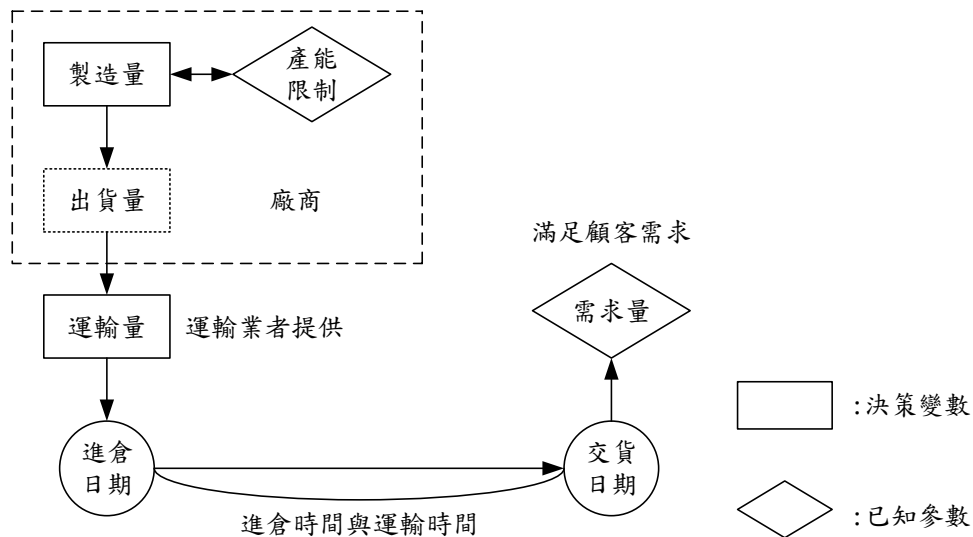 製造量
產能
限制
出貨量
廠商
滿足顧客需求
需求量
運輸量
運輸業者提供
:決策變數
進倉
日期
交貨
日期
進倉時間與運輸時間
:已知參數